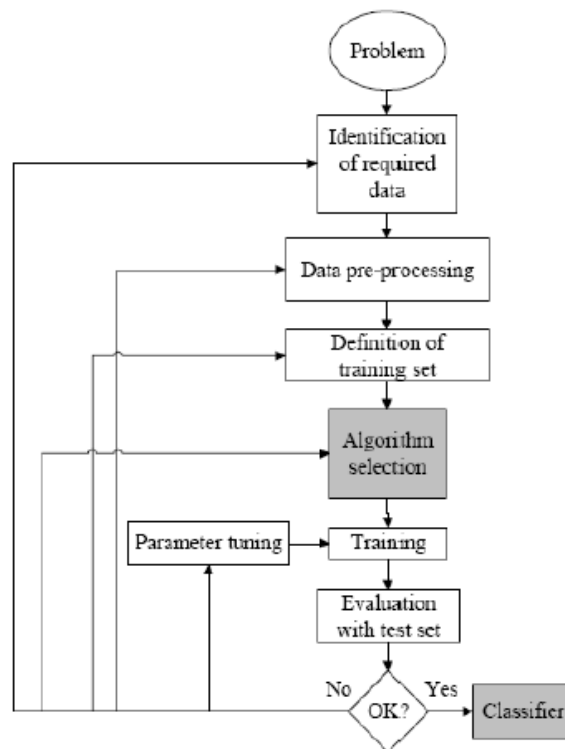 Problem
Identification
of required
data
Data pre-processing
Definition of
training set
Algorithm
selection
Parameter tuning
Training
Evaluation
with test set
No
Yes
OK?
Classifier